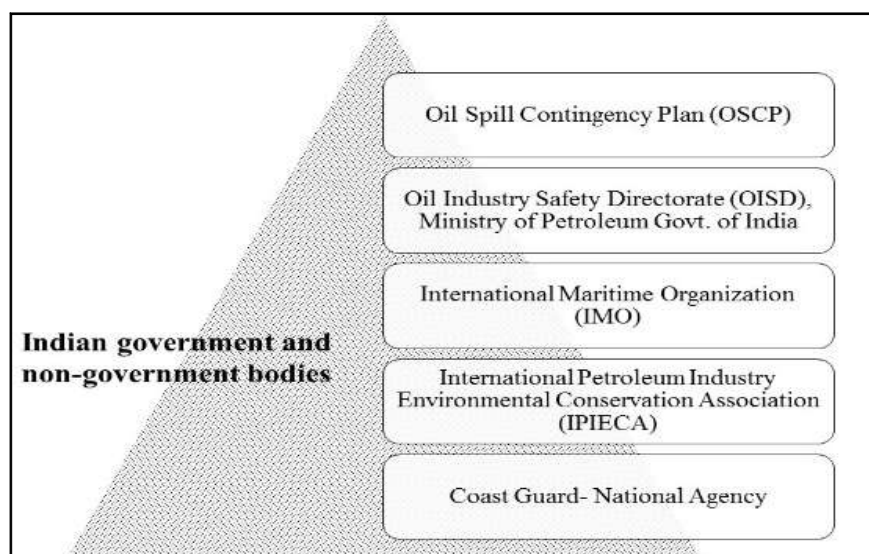 Oil Spill Contingency Plan (OSCP)
Oil Industry Safety Directorate (OISD),
Ministry of Petroleum Govt. of India
International Maritime Organization
(IMO)
Indian government and
non-government bodies
International Petroleum Industry
Environmental Conservation Association
(IPIECA)
Coast Guard- National Agency